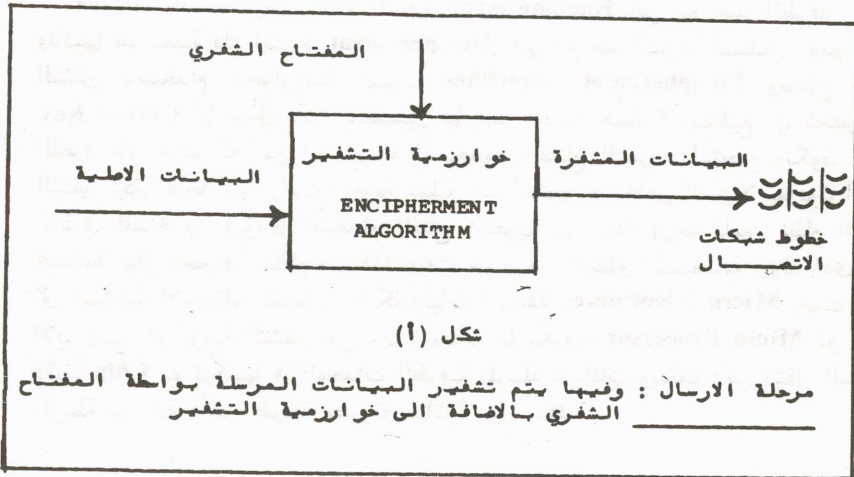 المفتاح الشفري
خوارزمية التشفير
البيانات المشفرة
البيانات الاصلية
ENCIPHERMENT
ALGORITHM
خطوط شبكات
الاتصــــال
شكل (أ)
مرحلة الارسال : وفيها يتم تشفير البيانات المرسلة بواسطة المفتاح
الشفري بالاضافة الى خوارزمية التشفير